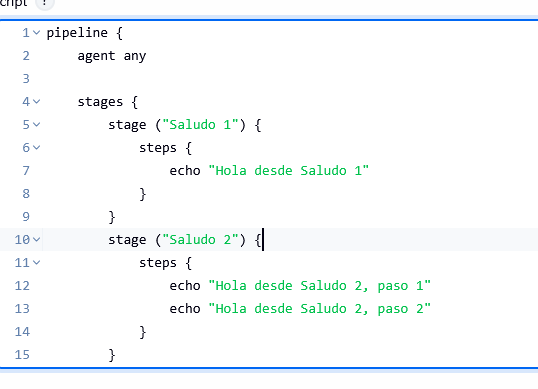 cript ?
1 pipeline {
2 agent any
3
4 stages {
5 stage ("Saludo 1") {
6 steps {
7 echo "Hola desde Saludo 1"
8 }
9 }
10 stage ("Saludo 2") {
11 steps {
12 echo "Hola desde Saludo 2, paso 1"
13 echo "Hola desde Saludo 2, paso 2"
14 }
15 }